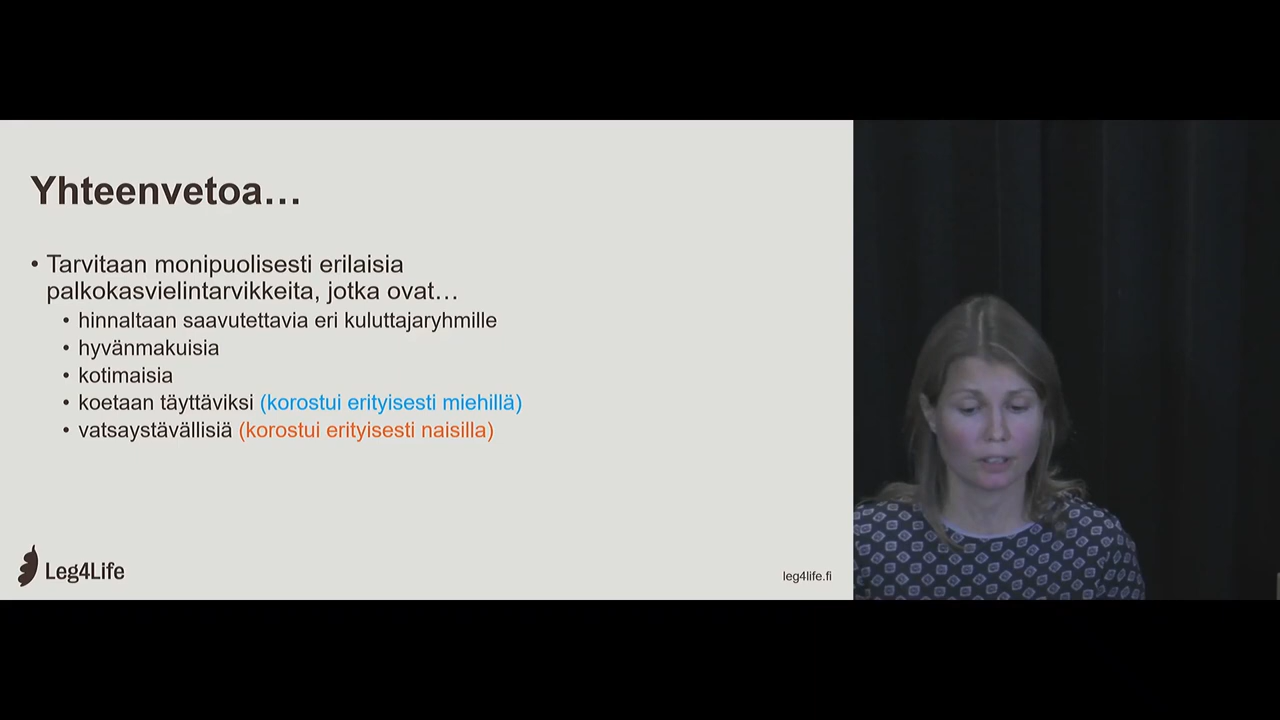 Yhteenvetoa…
• Tarvitaan monipuolisesti erilaisia
palkokasvielintarvikkeita, jotka ovat…
• hinnaltaan saavutettavia eri kuluttajaryhmille
• hyvänmakuisia
• kotimaisia
• koetaan täyttäviksi (korostui erityisesti miehillä)
• vatsaystävällisiä (korostui erityisesti naisilla)
Leg4Life
leg4life.fi